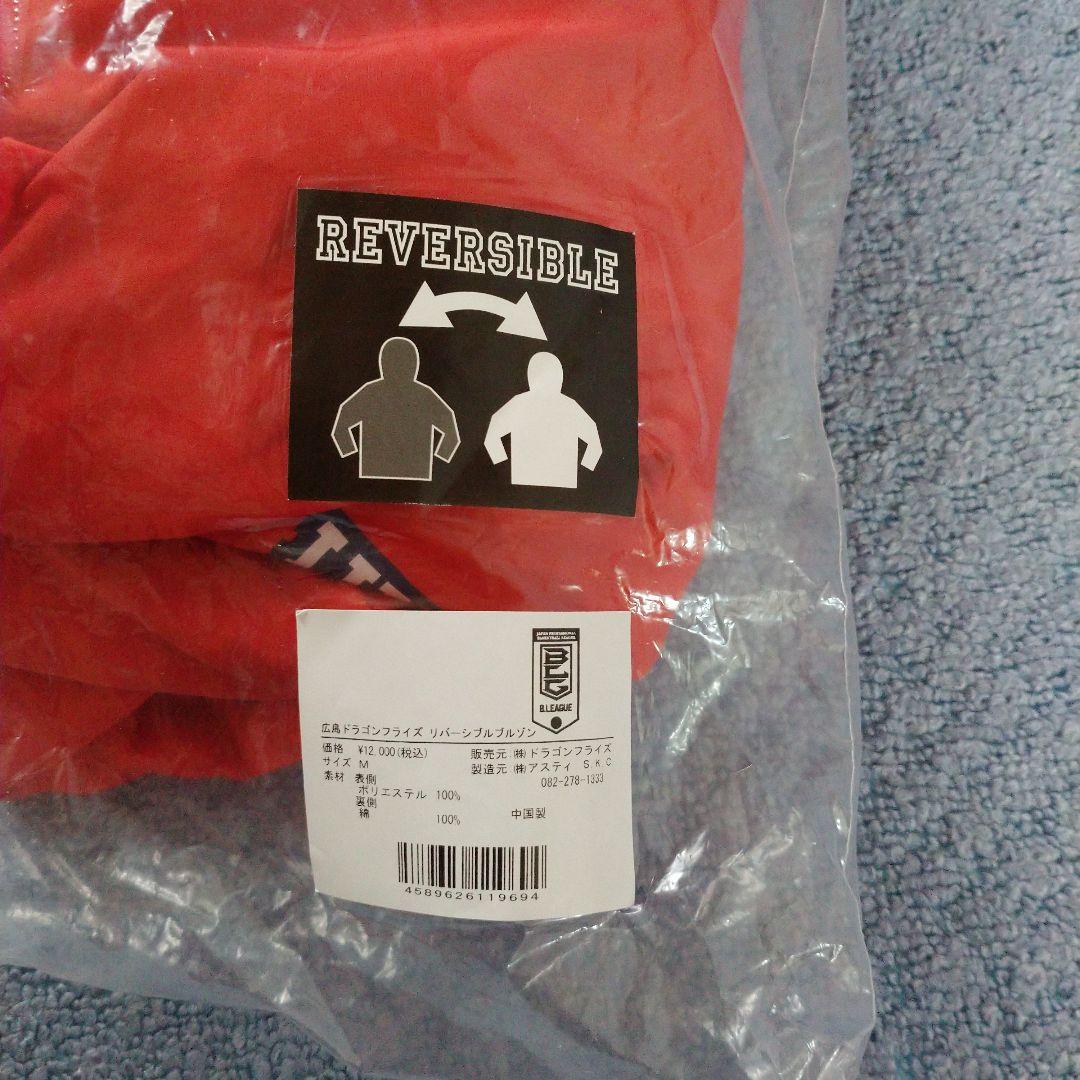 REVERSIBLE
JAPAN PROFESSIONAL
BASKETBALL LEAGUE
BLG
B.LEAGUE
広島ドラゴンフライズ リバーシブルブルゾン
価格 ¥12,000(税込) 販売元 (株)ドラゴンフライズ
サイズ M 製造元 (株)アスティ S.K.C
素材 表側 082-278-1333
ポリエステル 100%
裏側
綿 100% 中国製
4589626119694